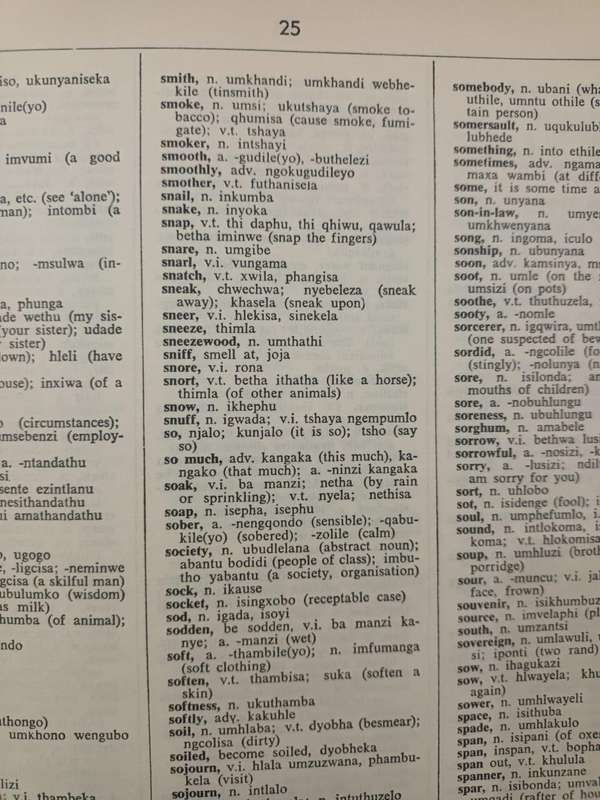 25
iso, ukunyaniseka
nile(yo)
a
imvumi (a good
a, etc. (see ‘alone’);
man); intombi (a
no; -msulwa (in-
a, phunga
ade wethu (my sis-
(your sister); udade
sister)
own); hleli (have
ouse); inxiwa (of a
o (circumstances);
umsebenzi (employ-
a. -ntandathu
si
sente ezintlanu
nesithandathu
ni amathandathu
o, ugogo
e, -ligcisa; -neminwe
gcisa (a skilful man)
ubulumko (wisdom)
as milk)
humba (of animal);
ndo
uthongo)
umkhono wengubo
lizi
; v.i. thambeka
smith, n. umkhandi; umkhandi webhe-
kile (tinsmith)
smoke, n. umsi; ukutshaya (smoke to-
bacco); qhumisa (cause smoke, fumi-
gate); v.t. tshaya
smoker, n. intshayi
smooth, a. -gudile(yo), -buthelezi
smoothly, adv. ngokugudileyo
smother, v.t. futhanisela
snail, n. inkumba
snake, n. inyoka
snap, v.t. thi daphu, thi qhiwu, qawula;
betha iminwe (snap the fingers)
snare, n. umgibe
snarl, v.i. vungama
snatch, v.t. xwila, phangisa
sneak, chwechwa; nyebeleza (sneak
away); khasela (sneak upon)
sneer, v.i. hlekisa, sinekela
sneeze, thimla
sneezewood, n. umthathi
sniff, smell at, joja
snore, v.i. rona
snort, v.t. betha ithatha (like a horse);
thimla (of other animals)
snow, n. ikhephu
snuff, n. igwada; v.i. tshaya ngempumlo
so, njalo; kunjalo (it is so); tsho (say
so)
so much, adv. kangaka (this much), ka-
ngako (that much); a. -ninzi kangaka
soak, v.i. ba manzi; netha (by rain
or sprinkling); v.t. nyela; nethisa
soap, n. isepha, isephu
sober, a. -nengqondo (sensible); -qabu-
kile(yo) (sobered); -zolile (calm)
society, n. ubudlelana (abstract noun);
abantu bodidi (people of class); imbu-
tho yabantu (a society, organisation)
sock, n. ikause
socket, n. isingxobo (receptable case)
sod, n. igada, isoyi
sodden, be sodden, v.i. ba manzi ka-
nye; a. -manzi (wet)
soft, a. -thambile(yo); n. imfumanga
(soft clothing)
soften, v.t. thambisa; suka (soften a
skin)
softness, n. ukuthamba
softly, adv. kakuhle
soil, n. umhlaba; v.t. dyobha (besmear);
ngcolisa (dirty)
soiled, become soiled, dyobheka
sojourn, v.i. hlala umzuzwana, phambu-
kela (visit)
sojourn, n. intlalo
somebody, n. ubani (wha
uthile, umntu othile (s
tain person)
somersault, n. uqukulub
lubhede
something, n. into ethile
sometimes, adv. ngama
maxa wambi (at diff
some, it is some time a
son, n. unyana
son-in-law, n. umye
umkhwenyana
song, n. ingoma, iculo
sonship, n. ubunyana
soon, adv. kamsinya, ms
soot, n. umle (on the
umsizi (on pots)
soothe, v.t. thuthuzela,
sooty, a. -nomle
sorcerer, n. igqwira, umth
(one suspected of bew
sordid, a. -ngcolile (fo
(stingly); -nolunya (n
sore, n. isilonda; an
mouths of children)
sore, a. -nobuhlungu
soreness, n. ubuhlungu
sorghum, n. amabele
sorrow, v.i. bethwa lusi
sorrowful, a. -nosizi, -k
sorry, a. -lusizi; ndil
am sorry for you)
sort, n. uhlobo
sot, n. isidenge (fool); i
soul, n. umphefumlo, i.
sound, n. intlokoma, is
koma; v.t. hlokomisa
soup, n. umhluzi (broth
porridge)
sour, a. -muncu; v.i. jal
face, frown)
souvenir, n. isikhumbuz
source, n. imvelaphi (pl
south, n. umzantsi
sovereign, n. umlawuli, u
si; iponti (two rand)
sow, n. ihagukazi
sow, v.t. hlwayela; khu
again)
sower, n. umhlwayeli
space, n. isithuba
spade, n. umhlakulo
span, n. isipani (of oxe
span, inspan, v.t. bopha
span out, v.t. khulula
spanner, n. inkunzane
spar, n. isibonda; umval